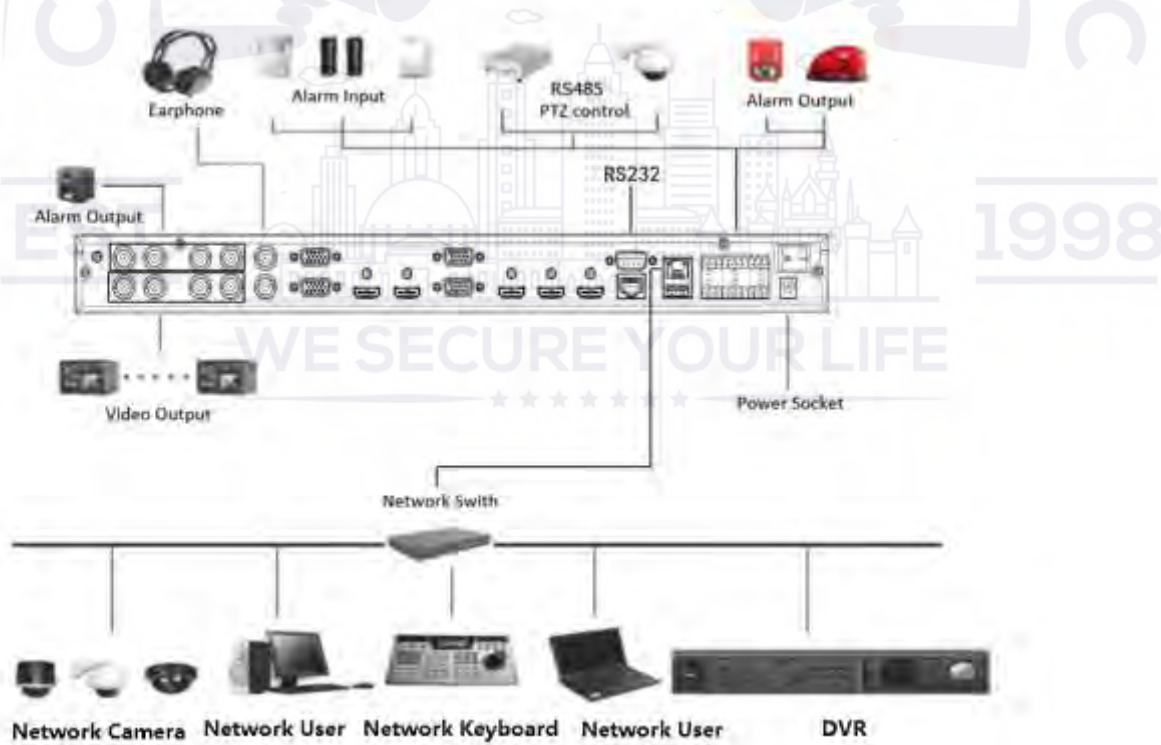 Earphone
Alarm Input
RS485
PTZ control
Alarm Output
RS232
Alarm Output
1998
WE SECURE YOUR LIFE
Video Output
Power Socket
Network Swith
Network Camera
Network User
Network Keyboard
Network User
DVR